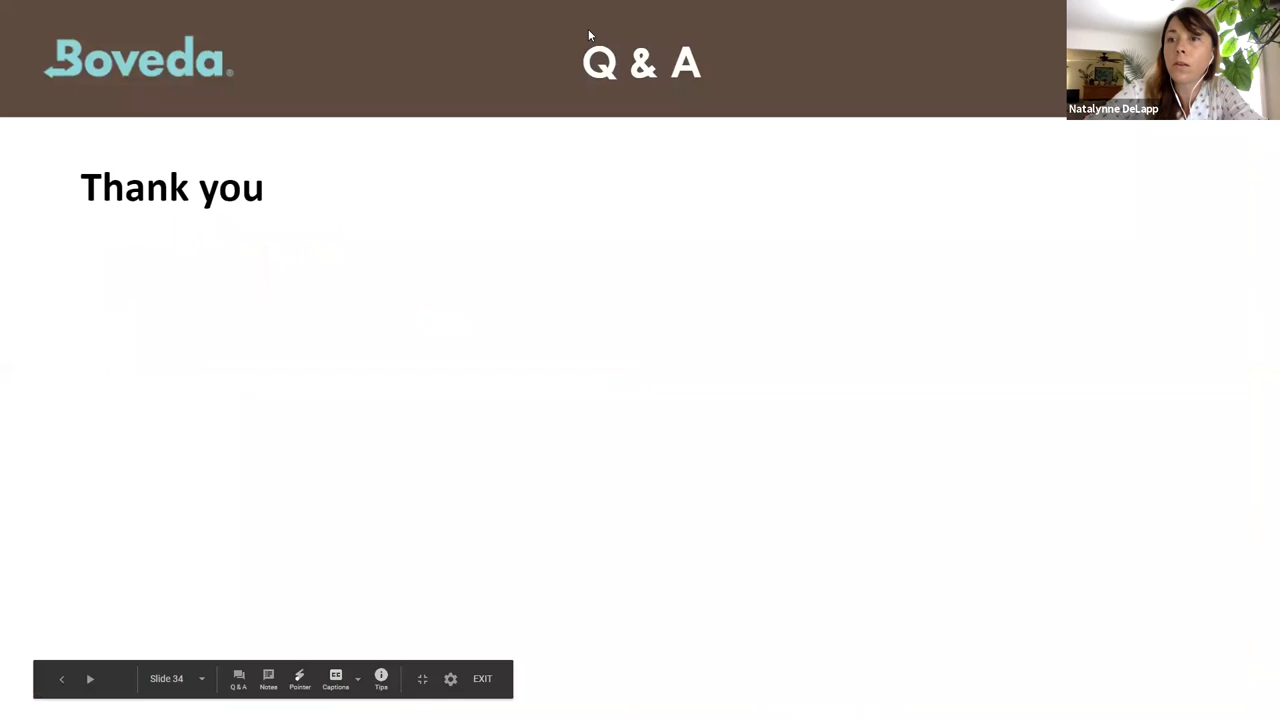 Boveda®
Q & A
Natalynne DeLapp
Thank you
Slide 34
Q & A
Notes
Pointer
Captions
Tips
EXIT